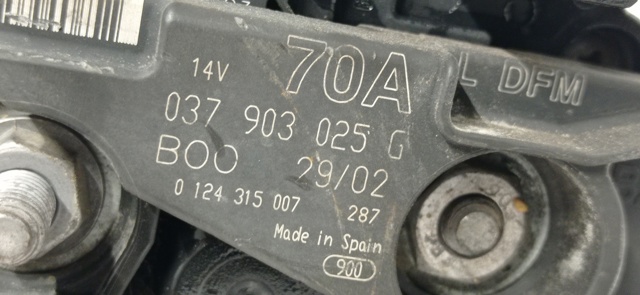 70A
L DFM
14V
037 903 025 G
BOO 29/02
0 124 315 007 287
Made in Spain
900